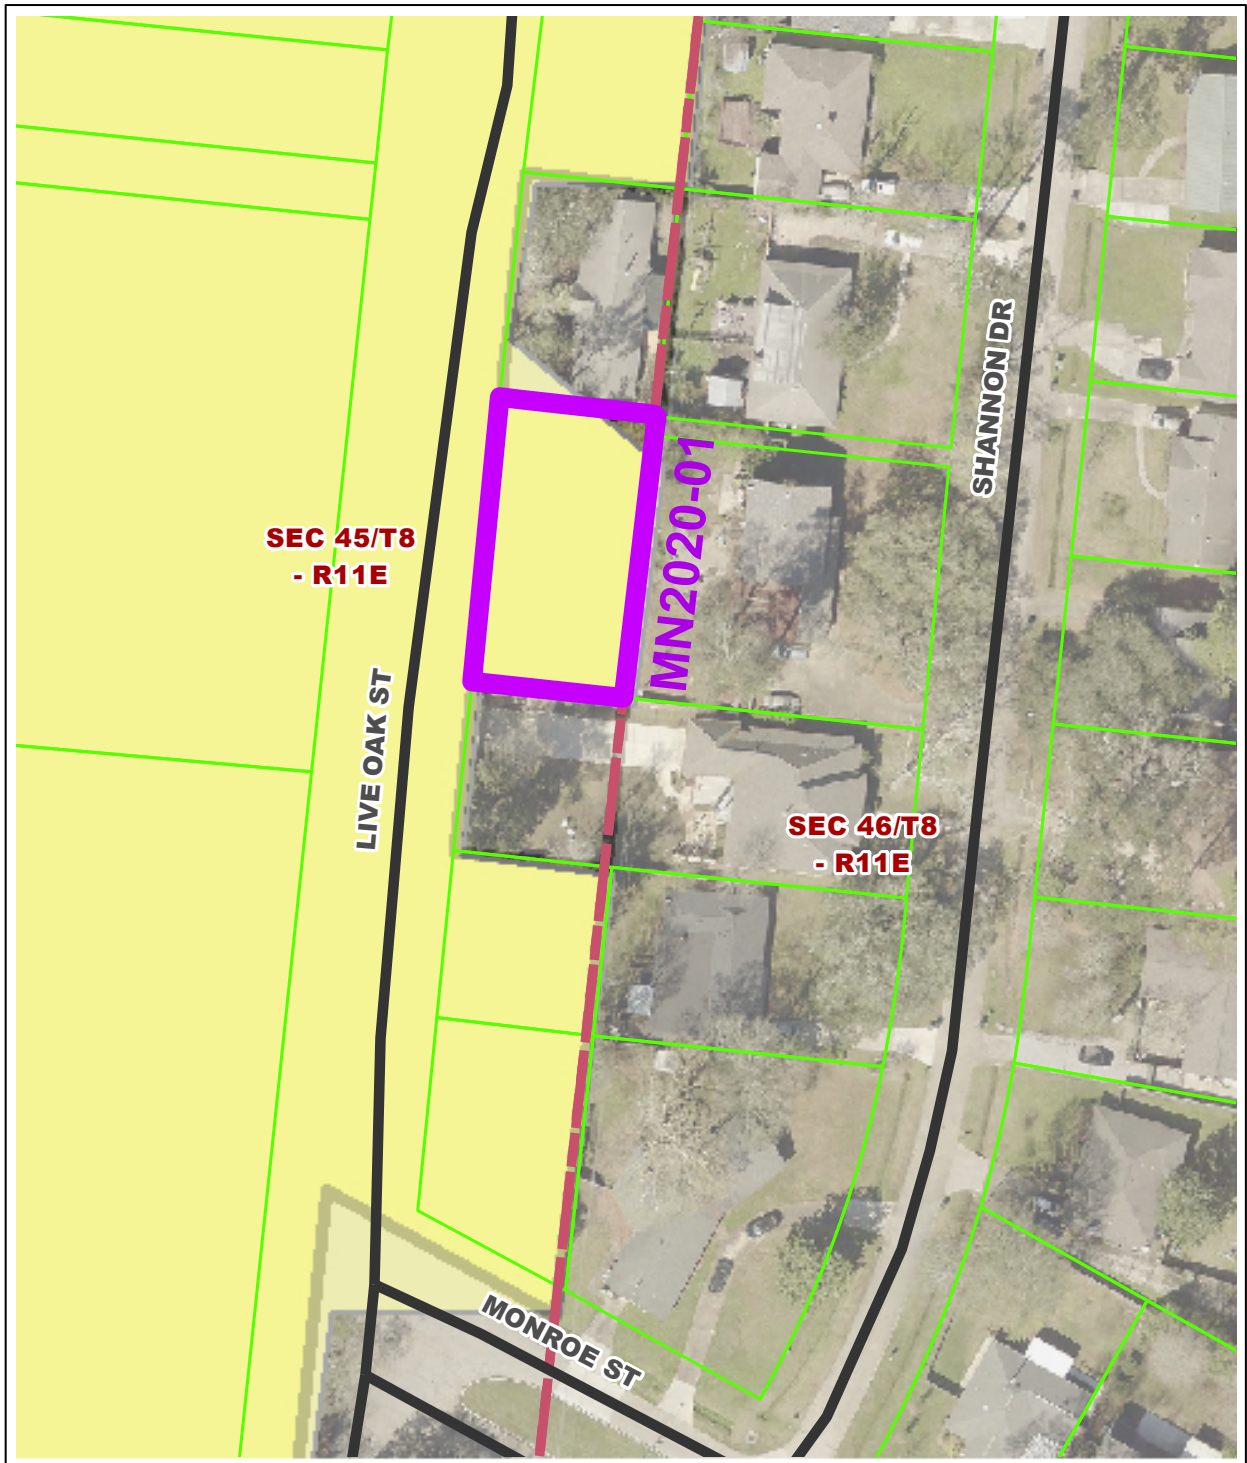 SHANNON DR
MN2020-01
SEC 45/T8
- R11E
LIVE OAK ST
SEC 46/T8
- R11E
MONROE ST